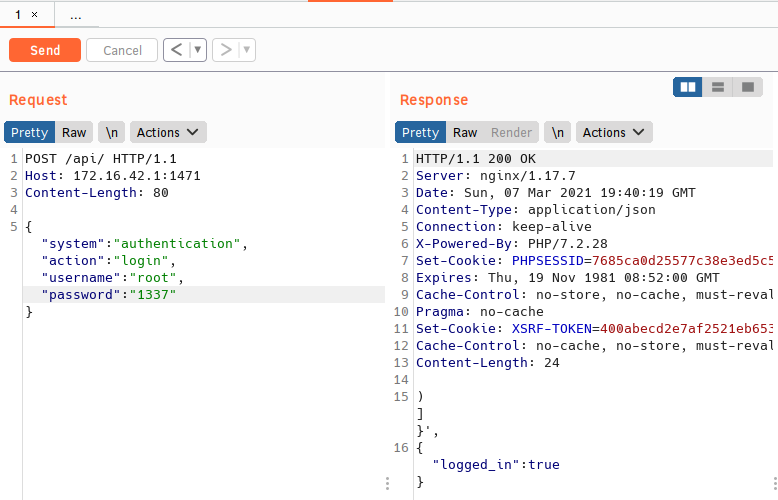 1 × ...
Send Cancel < ▼ > ▼
Request
Pretty Raw \n Actions
1 POST /api/ HTTP/1.1
2 Host: 172.16.42.1:1471
3 Content-Length: 80
4
5 {
"system":"authentication",
"action":"login",
"username":"root",
"password":"1337"
}
Response
Pretty Raw Render \n Actions
1 HTTP/1.1 200 OK
2 Server: nginx/1.17.7
3 Date: Sun, 07 Mar 2021 19:40:19 GMT
4 Content-Type: application/json
5 Connection: keep-alive
6 X-Powered-By: PHP/7.2.28
7 Set-Cookie: PHPSESSID=7685ca0d25577c38e3ed5c5
8 Expires: Thu, 19 Nov 1981 08:52:00 GMT
9 Cache-Control: no-store, no-cache, must-reval
10 Pragma: no-cache
11 Set-Cookie: XSRF-TOKEN=400abecd2e7af2521eb653
12 Cache-Control: no-cache, no-store, must-reval
13 Content-Length: 24
14
15 )
]
}',
16 {
"logged_in":true
}